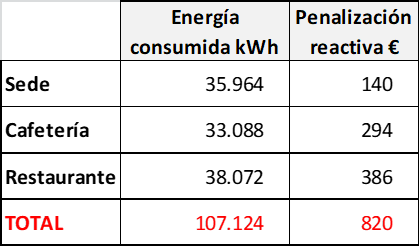 Energía Penalización
consumida kWh reactiva €
Sede 35.964 140
Cafetería 33.088 294
Restaurante 38.072 386
TOTAL 107.124 820